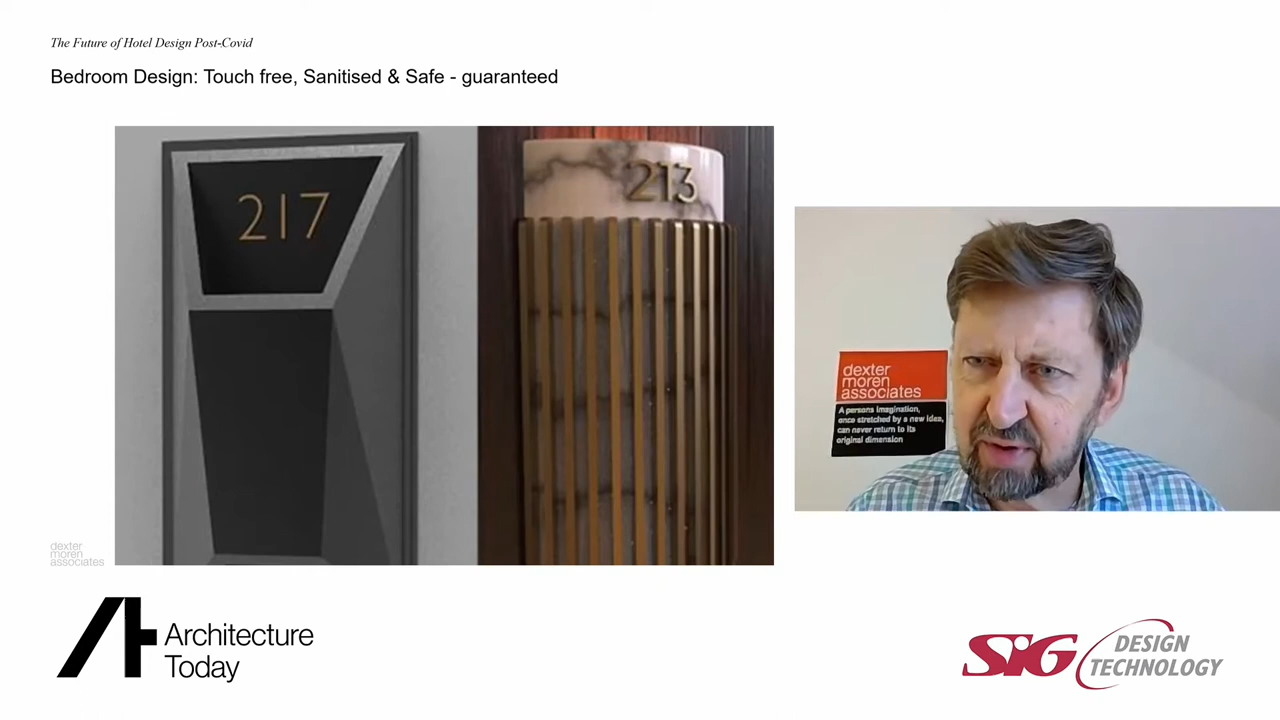 The Future of Hotel Design Post-Covid
Bedroom Design: Touch free, Sanitised & Safe - guaranteed
217
213
dexter
moren
associates
A persons imagination,
once stretched by a new idea,
can never return to its
original dimension
dexter
moren
associates
Architecture
Today
SIG
DESIGN
TECHNOLOGY